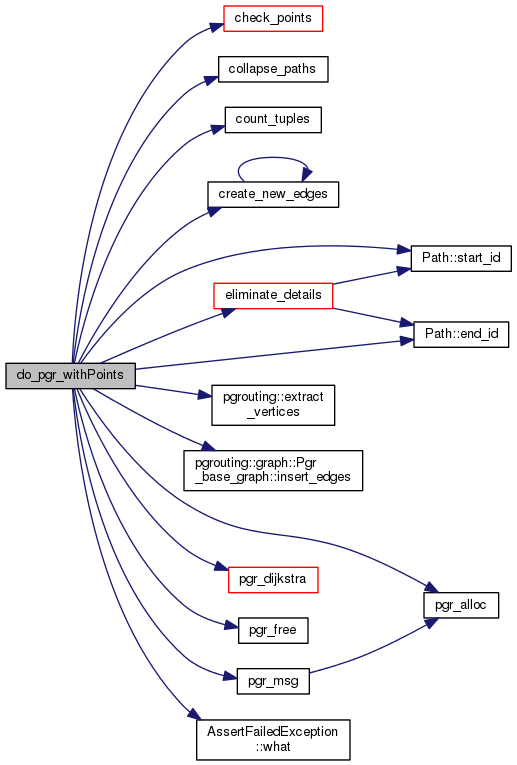 check_points
collapse_paths
count_tuples
create_new_edges
Path::start_id
eliminate_details
Path::end_id
do_pgr_withPoints
pgrouting::extract
_vertices
pgrouting::graph::Pgr
_base_graph::insert_edges
pgr_dijkstra
pgr_alloc
pgr_free
pgr_msg
AssertFailedException
::what